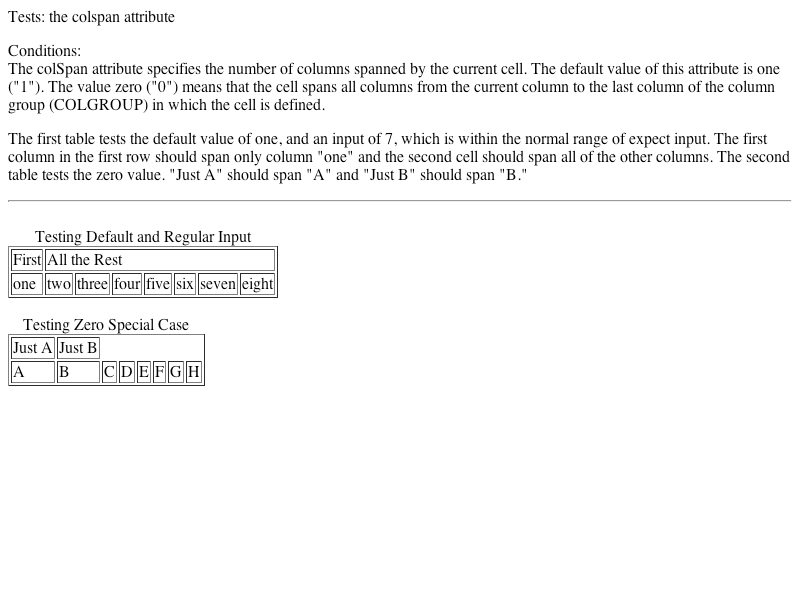 Tests: the colspan attribute
Conditions:
The colSpan attribute specifies the number of columns spanned by the current cell. The default value of this attribute is one
("1"). The value zero ("0") means that the cell spans all columns from the current column to the last column of the column
group (COLGROUP) in which the cell is defined.
The first table tests the default value of one, and an input of 7, which is within the normal range of expect input. The first
column in the first row should span only column "one" and the second cell should span all of the other columns. The second
table tests the zero value. "Just A" should span "A" and "Just B" should span "B."
Testing Default and Regular Input
First All the Rest
one two three four five six seven eight
Testing Zero Special Case
Just A Just B
A B C D E F G H